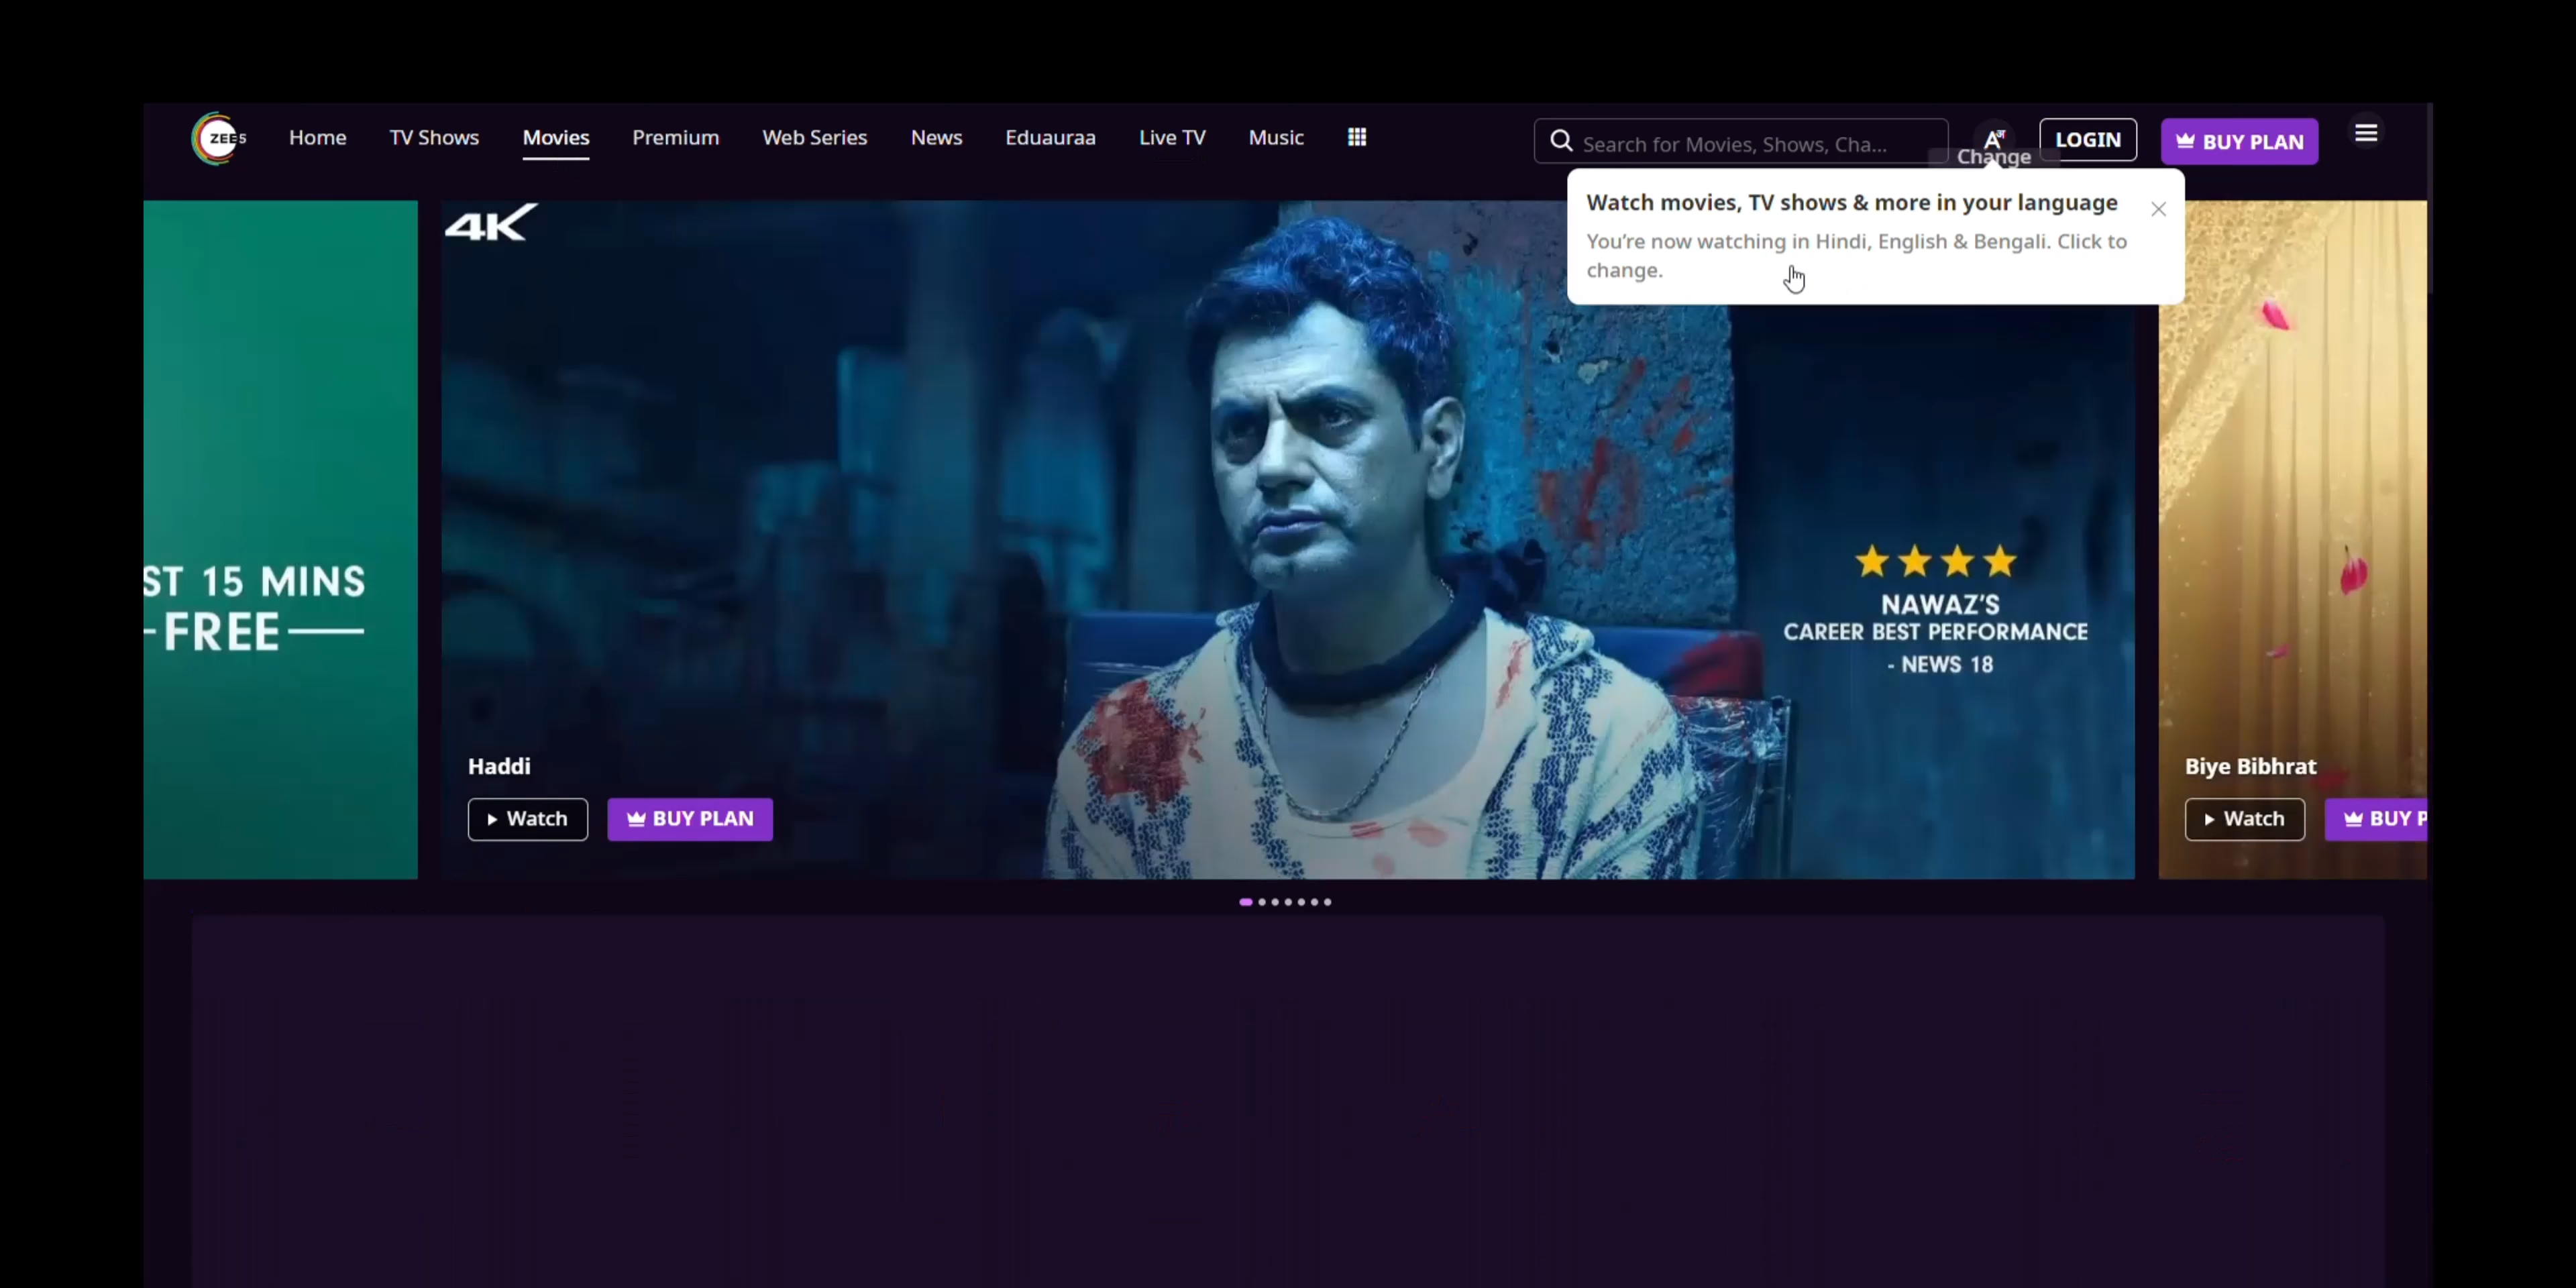 ZEE5
Home
TV Shows
Movies
Premium
Web Series
News
Eduauraa
Live TV
Music
Search for Movies, Shows, Cha...
Aअ
LOGIN
BUY PLAN
Change
Watch movies, TV shows & more in your language
You're now watching in Hindi, English & Bengali. Click to
change.
4K
ST 15 MINS
FREE
NAWAZ'S
CAREER BEST PERFORMANCE
- NEWS 18
Haddi
Watch
BUY PLAN
Biye Bibhrat
Watch
BUY P